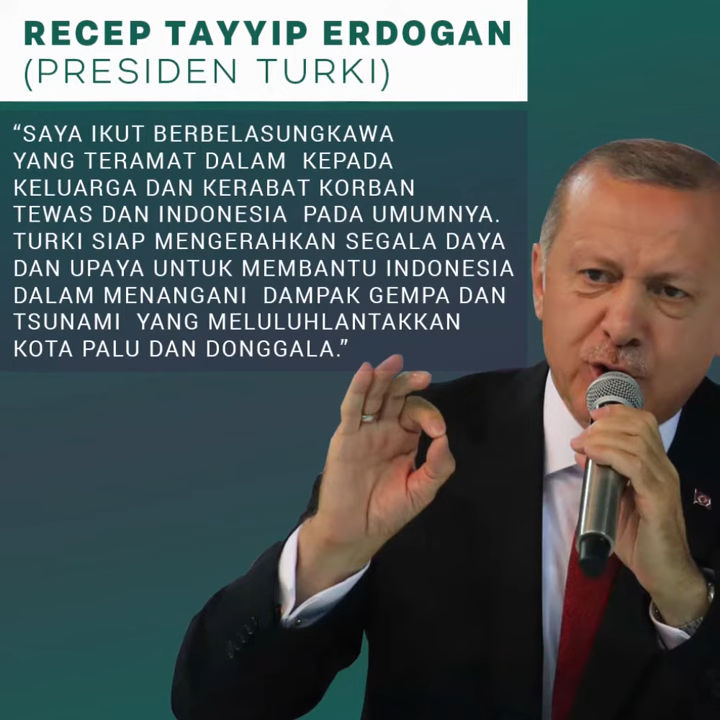 RECEP TAYYIP ERDOGAN
(PRESIDEN TURKI)
“SAYA IKUT BERBELASUNGKAWA
YANG TERAMAT DALAM KEPADA
KELUARGA DAN KERABAT KORBAN
TEWAS DAN INDONESIA PADA UMUMNYA.
TURKI SIAP MENGERAHKAN SEGALA DAYA
DAN UPAYA UNTUK MEMBANTU INDONESIA
DALAM MENANGANI DAMPAK GEMPA DAN
TSUNAMI YANG MELULUHLANTAKKAN
KOTA PALU DAN DONGGALA.”